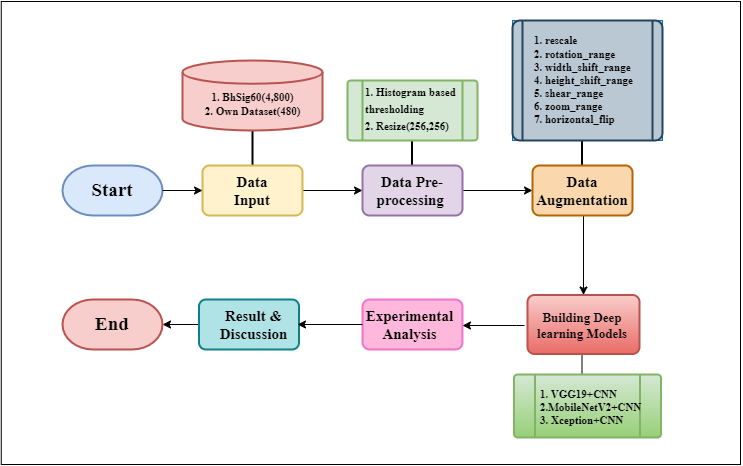 1. BhSig60(4,800)
2. Own Dataset(480)
1. Histogram based
thresholding
2. Resize(256,256)
1. rescale
2. rotation_range
3. width_shift_range
4. height_shift_range
5. shear_range
6. zoom_range
7. horizontal_flip
Start
Data
Input
Data Pre-
processing
Data
Augmentation
End
Result &
Discussion
Experimental
Analysis
Building Deep
learning Models
1. VGG19+CNN
2.MobileNetV2+CNN
3. Xception+CNN